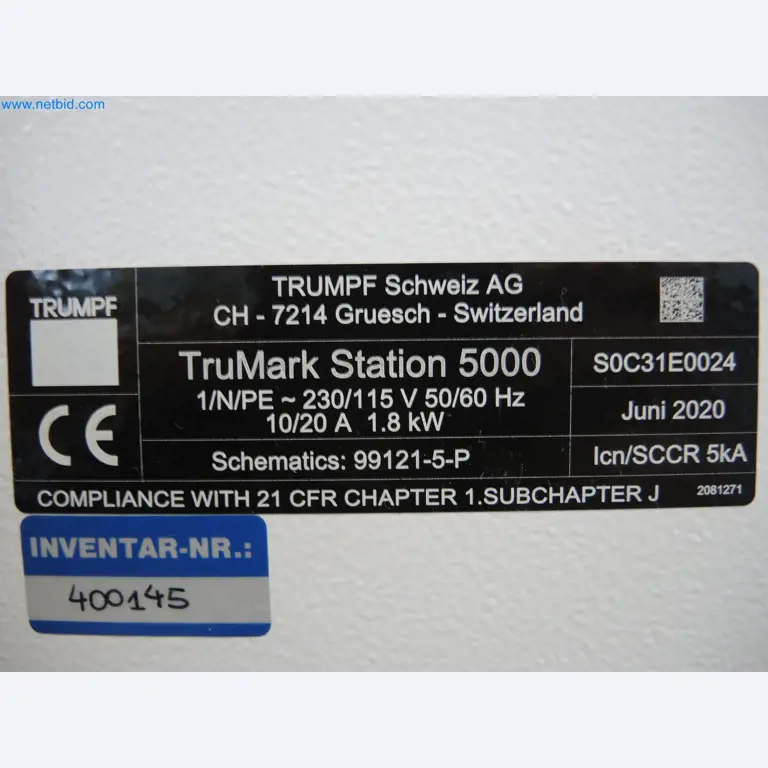 www.netbid.com
TRUMPF
TRUMPF Schweiz AG
CH - 7214 Gruesch - Switzerland
TruMark Station 5000
1/N/PE ~ 230/115 V 50/60 Hz
10/20 A 1.8 kW
S0C31E0024
Juni 2020
CE
Schematics: 99121-5-P
Icn/SCCR 5kA
COMPLIANCE WITH 21 CFR CHAPTER 1.SUBCHAPTER J
2081271
INVENTAR-NR.:
400145